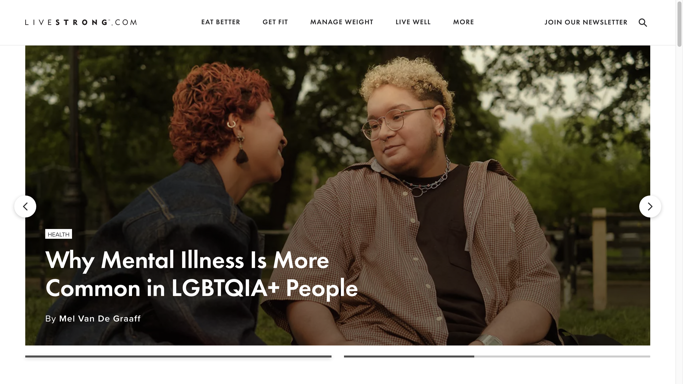 LIVESTRONG.COM
EAT BETTER GET FIT MANAGE WEIGHT LIVE WELL MORE JOIN OUR NEWSLETTER
HEALTH
Why Mental Illness Is More
Common in LGBTQIA+ People
By Mel Van De Graaff